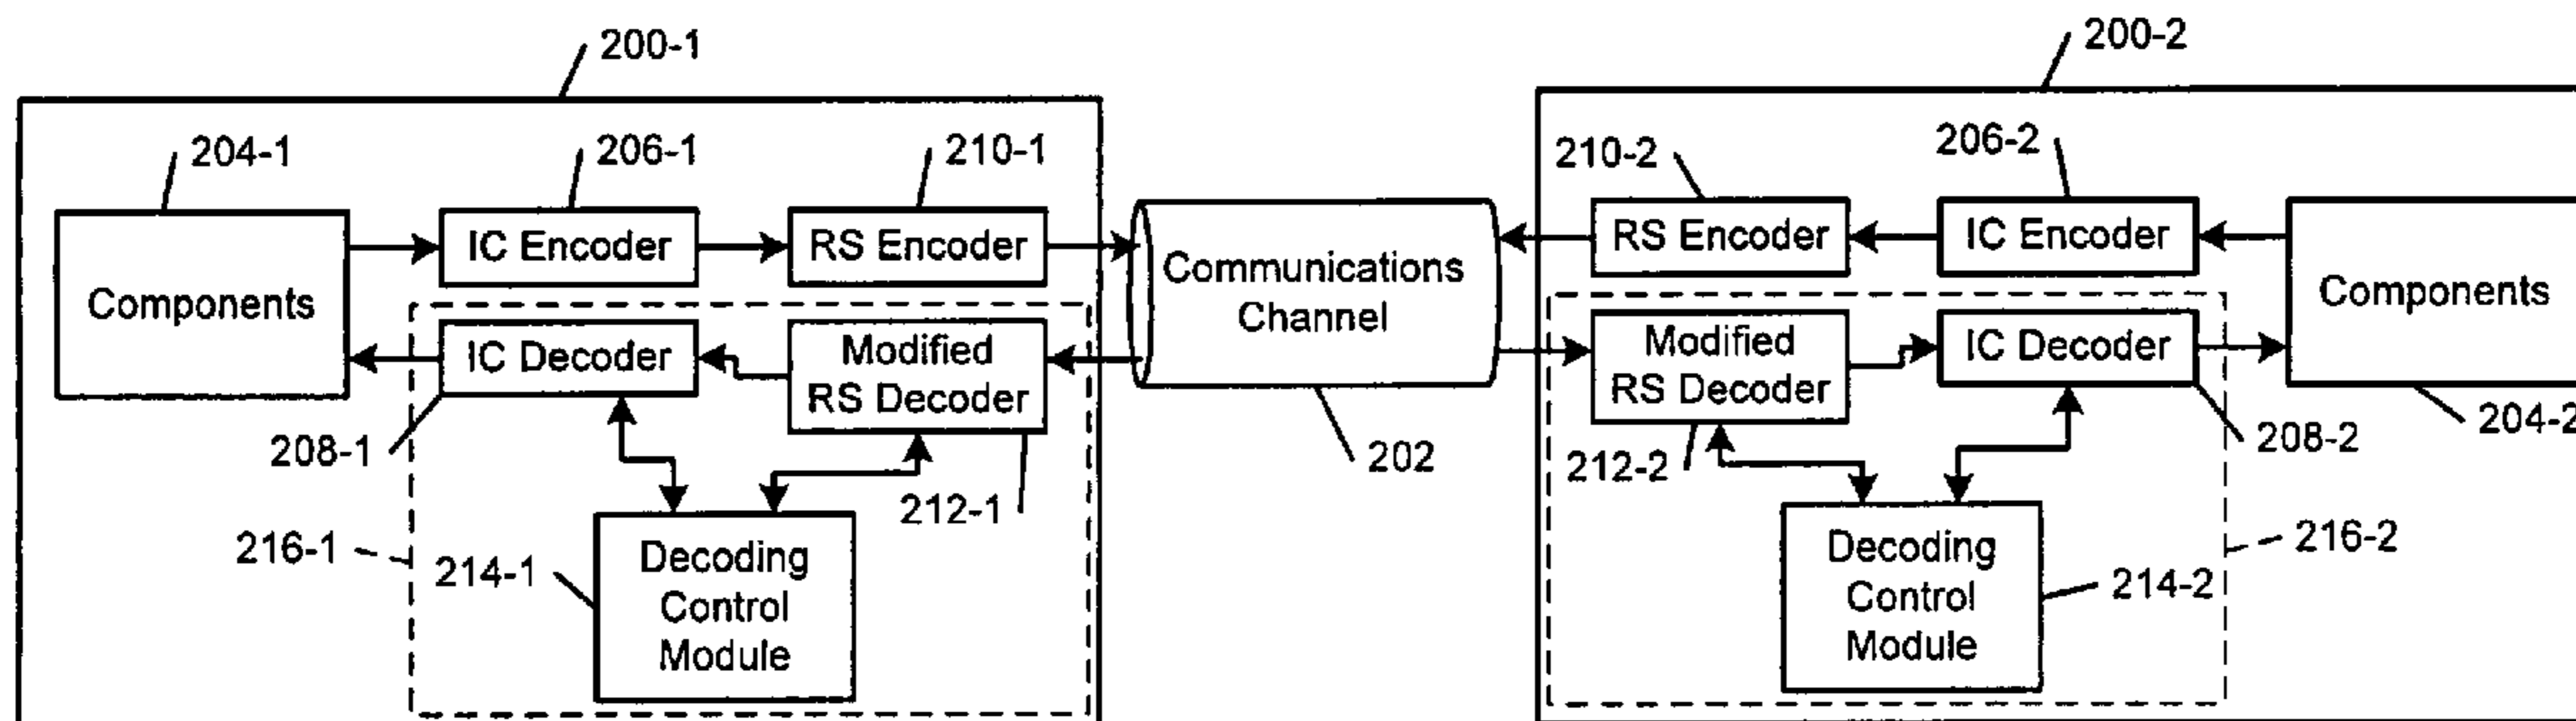 200-1
200-2
204-1
206-1
210-1
210-2
206-2
Components
IC Encoder
RS Encoder
Communications
Channel
RS Encoder
IC Encoder
Components
IC Decoder
Modified
RS Decoder
Modified
RS Decoder
IC Decoder
208-1
212-1
202
212-2
208-2
204-2
216-1
214-1
Decoding
Control
Module
Decoding
Control
Module
214-2
216-2